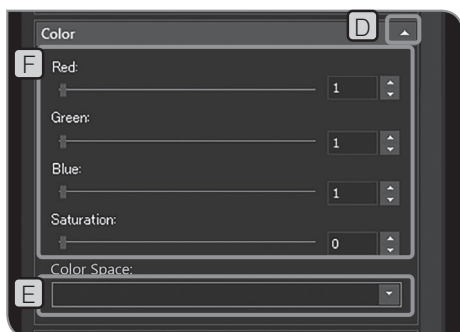 Color D
F
Red:
1
Green:
1
Blue:
1
Saturation:
0
Color Space:
E